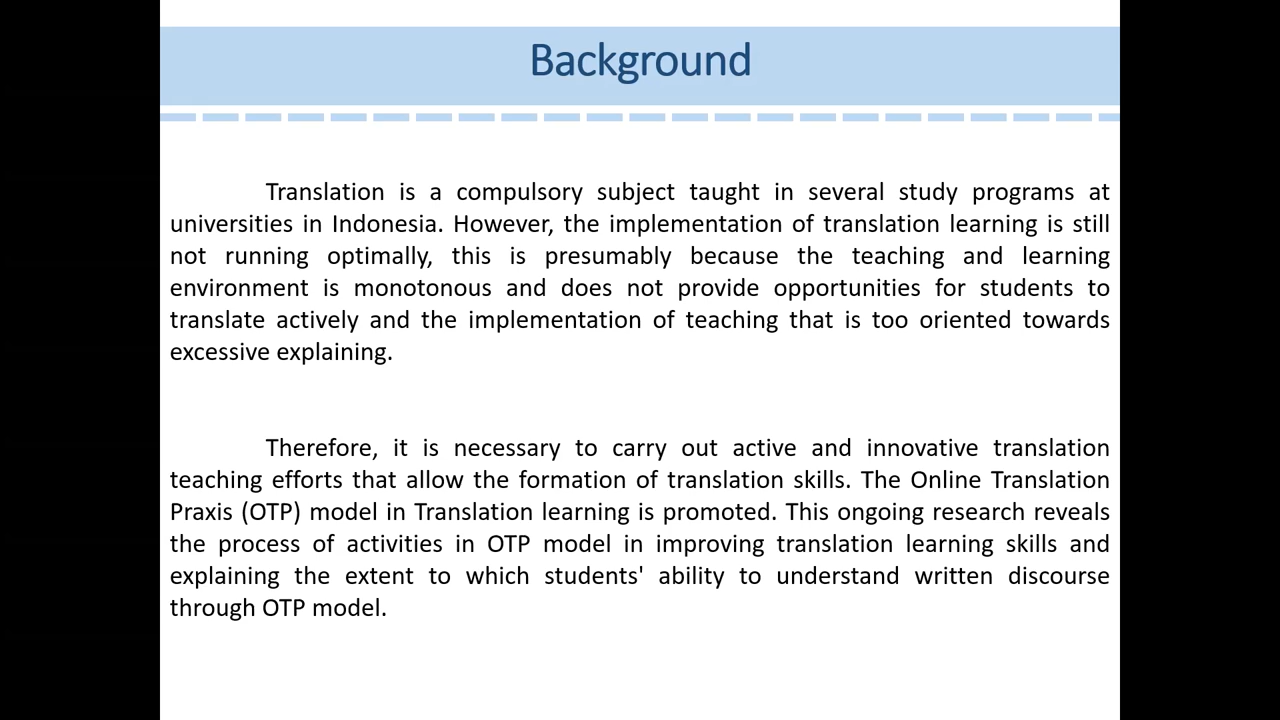 Background
Translation is a compulsory subject taught in several study programs at
universities in Indonesia. However, the implementation of translation learning is still
not running optimally, this is presumably because the teaching and learning
environment is monotonous and does not provide opportunities for students to
translate actively and the implementation of teaching that is too oriented towards
excessive explaining.
Therefore, it is necessary to carry out active and innovative translation
teaching efforts that allow the formation of translation skills. The Online Translation
Praxis (OTP) model in Translation learning is promoted. This ongoing research reveals
the process of activities in OTP model in improving translation learning skills and
explaining the extent to which students' ability to understand written discourse
through OTP model.